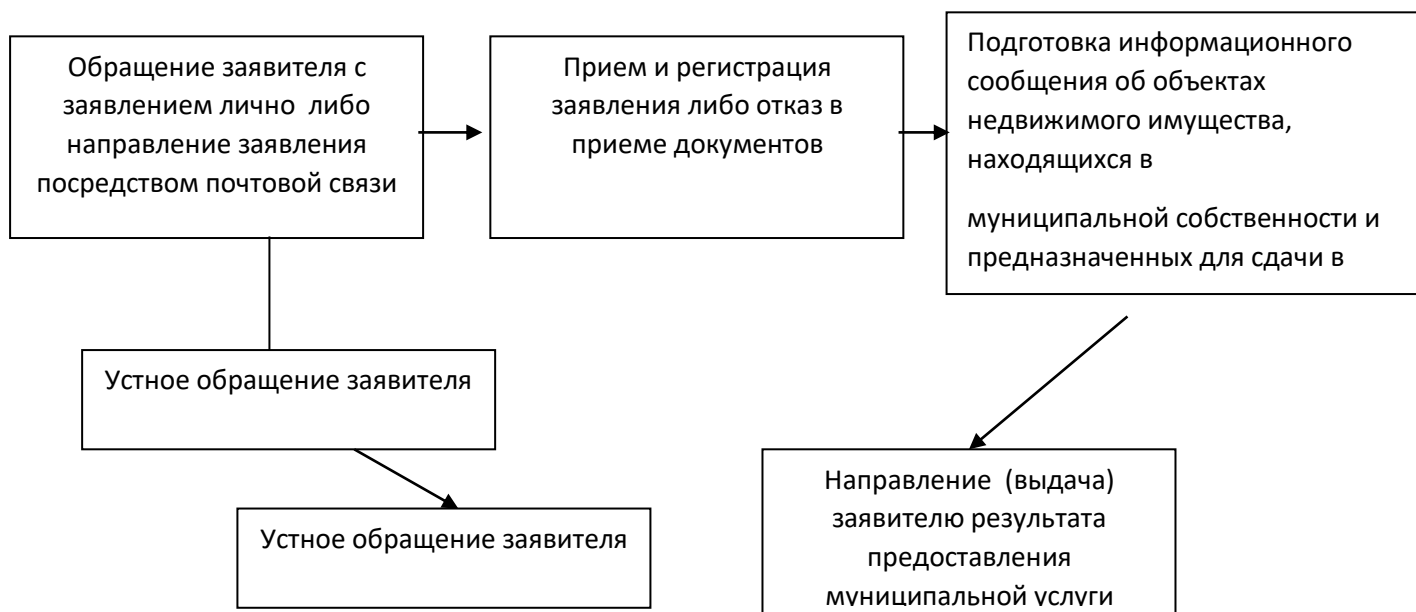 Обращение заявителя с
заявлением лично либо
направление заявления
посредством почтовой связи
Прием и регистрация
заявления либо отказ в
приеме документов
Подготовка информационного
сообщения об объектах
недвижимого имущества,
находящихся в
муниципальной собственности и
предназначенных для сдачи в
Устное обращение заявителя
Устное обращение заявителя
Направление (выдача)
заявителю результата
предоставления
муниципальной услуги